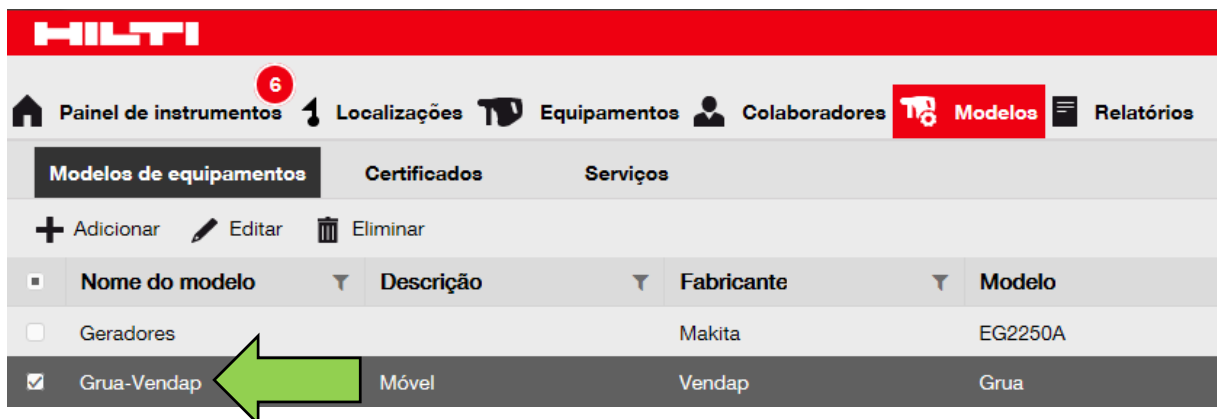 HILTI
6
Painel de instrumentos Localizações Equipamentos Colaboradores Modelos Relatórios
Modelos de equipamentos Certificados Serviços
Adicionar Editar Eliminar
Nome do modelo Descrição Fabricante Modelo
Geradores Makita EG2250A
Grua-Vendap Móvel Vendap Grua